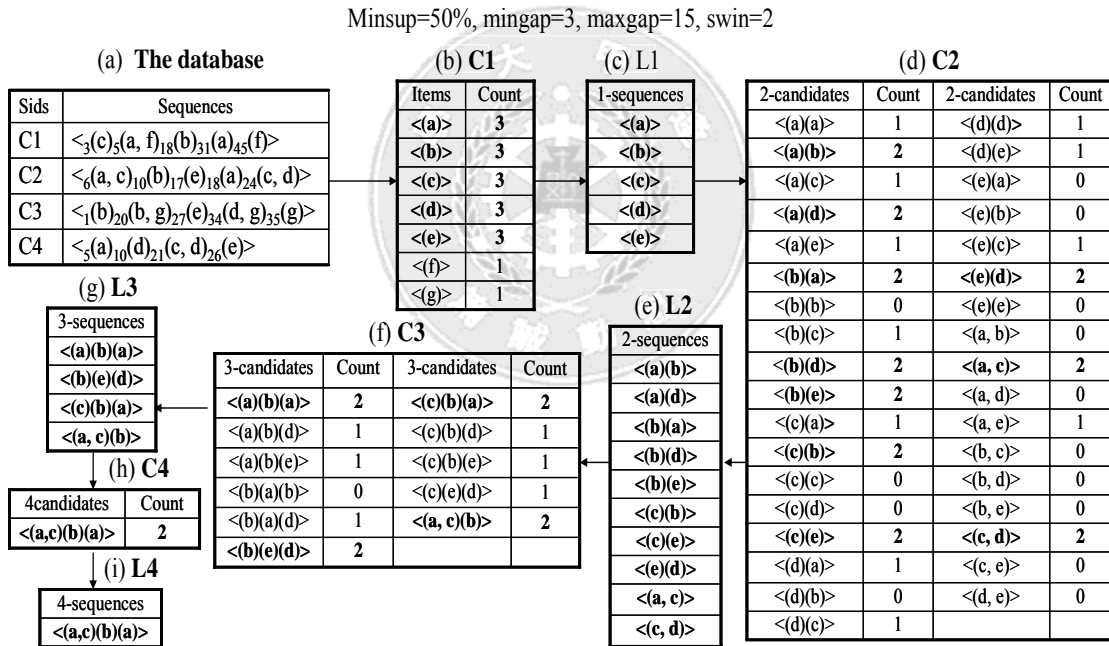 Minsup=50%, mingap=3, maxgap=15, swin=2
(a) The database
Sids Sequences
C1 <3(c)5(a, f)18(b)31(a)45(f)>
C2 <6(a, c)10(b)17(e)18(a)24(c, d)>
C3 <1(b)20(b, g)27(e)34(d, g)35(g)>
C4 <5(a)10(d)21(c, d)26(e)>
(b) C1
Items Count
<(a)> 3
<(b)> 3
<(c)> 3
<(d)> 3
<(e)> 3
<(f)> 1
<(g)> 1
(c) L1
1-sequences
<(a)>
<(b)>
<(c)>
<(d)>
<(e)>
(d) C2
2-candidates Count 2-candidates Count
<(a)(a)> 1 <(d)(d)> 1
<(a)(b)> 2 <(d)(e)> 1
<(a)(c)> 1 <(e)(a)> 0
<(a)(d)> 2 <(e)(b)> 0
<(a)(e)> 1 <(e)(c)> 1
<(b)(a)> 2 <(e)(d)> 2
<(b)(b)> 0 <(e)(e)> 0
<(b)(c)> 1 <(a, b)> 0
<(b)(d)> 2 <(a, c)> 2
<(b)(e)> 2 <(a, d)> 0
<(c)(a)> 1 <(a, e)> 1
<(c)(b)> 2 <(b, c)> 0
<(c)(c)> 0 <(b, d)> 0
<(c)(d)> 0 <(b, e)> 0
<(c)(e)> 2 <(c, d)> 2
<(d)(a)> 1 <(c, e)> 0
<(d)(b)> 0 <(d, e)> 0
<(d)(c)> 1
(e) L2
2-sequences
<(a)(b)>
<(a)(d)>
<(b)(a)>
<(b)(d)>
<(b)(e)>
<(c)(b)>
<(c)(e)>
<(e)(d)>
<(a, c)>
<(c, d)>
(f) C3
3-candidates Count 3-candidates Count
<(a)(b)(a)> 2 <(c)(b)(a)> 2
<(a)(b)(d)> 1 <(c)(b)(d)> 1
<(a)(b)(e)> 1 <(c)(b)(e)> 1
<(b)(a)(b)> 0 <(c)(e)(d)> 1
<(b)(a)(d)> 1 <(a, c)(b)> 2
<(b)(e)(d)> 2
(g) L3
3-sequences
<(a)(b)(a)>
<(b)(e)(d)>
<(c)(b)(a)>
<(a, c)(b)>
(h) C4
4candidates Count
<(a,c)(b)(a)> 2
(i) L4
4-sequences
<(a,c)(b)(a)>